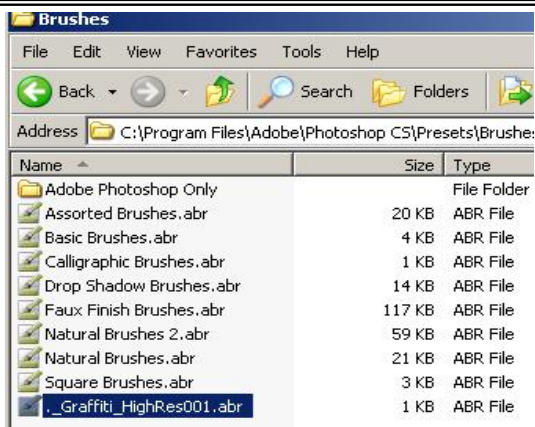 Brushes
File Edit View Favorites Tools Help
Back Search Folders
Address C:\Program Files\Adobe\Photoshop CS\Presets\Brushes
Name Size Type
Adobe Photoshop Only File Folder
Assorted Brushes.abr 20 KB ABR File
Basic Brushes.abr 4 KB ABR File
Calligraphic Brushes.abr 1 KB ABR File
Drop Shadow Brushes.abr 14 KB ABR File
Faux Finish Brushes.abr 117 KB ABR File
Natural Brushes 2.abr 59 KB ABR File
Natural Brushes.abr 21 KB ABR File
Square Brushes.abr 3 KB ABR File
._Graffiti_HighRes001.abr 1 KB ABR File